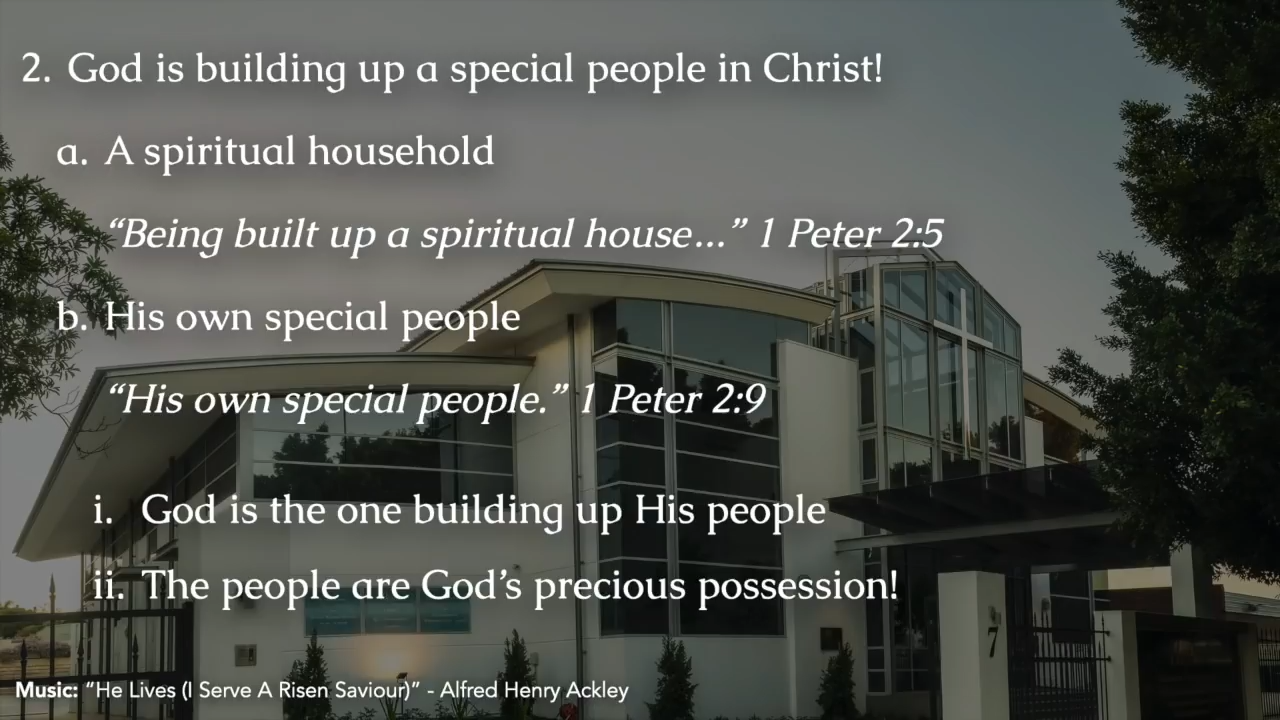 2. God is building up a special people in Christ!
a. A spiritual household
“Being built up a spiritual house…” 1 Peter 2:5
b. His own special people
“His own special people.” 1 Peter 2:9
i. God is the one building up His people
ii. The people are God’s precious possession!
7
Music: “He Lives (I Serve A Risen Saviour)” - Alfred Henry Ackley